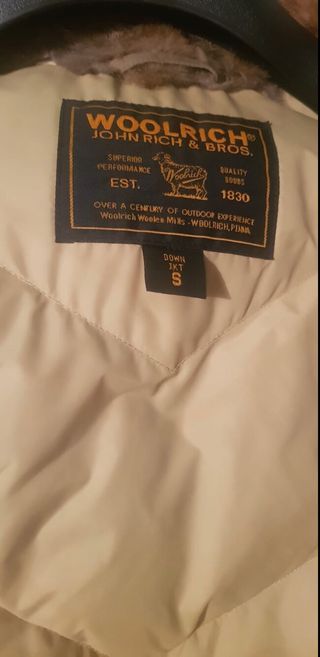 WOOLRICH®
JOHN RICH & BROS.
SUPERIOR
PERFORMANCE
Woolrich
QUALITY
GOODS
EST.
1830
OVER A CENTURY OF OUTDOOR EXPERIENCE
Woolrich Woolen Mills - WOOLRICH, PENNA.
DOWN
JKT
S